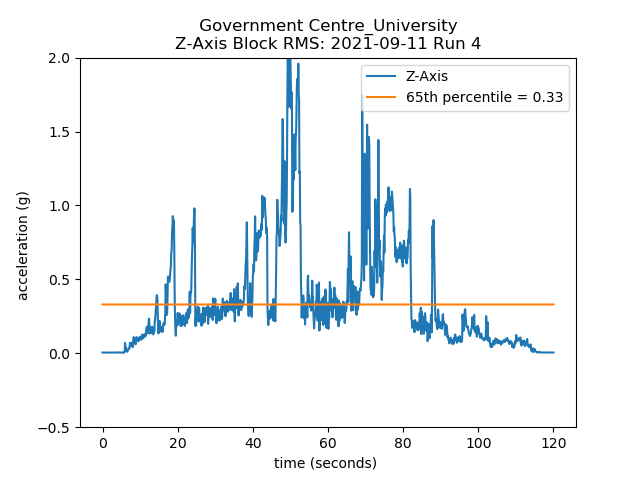 Government Centre_University
Z-Axis Block RMS: 2021-09-11 Run 4
Z-Axis
65th percentile = 0.33
2.0
1.5
1.0
0.5
0.0
−0.5
acceleration (g)
0 20 40 60 80 100 120
time (seconds)